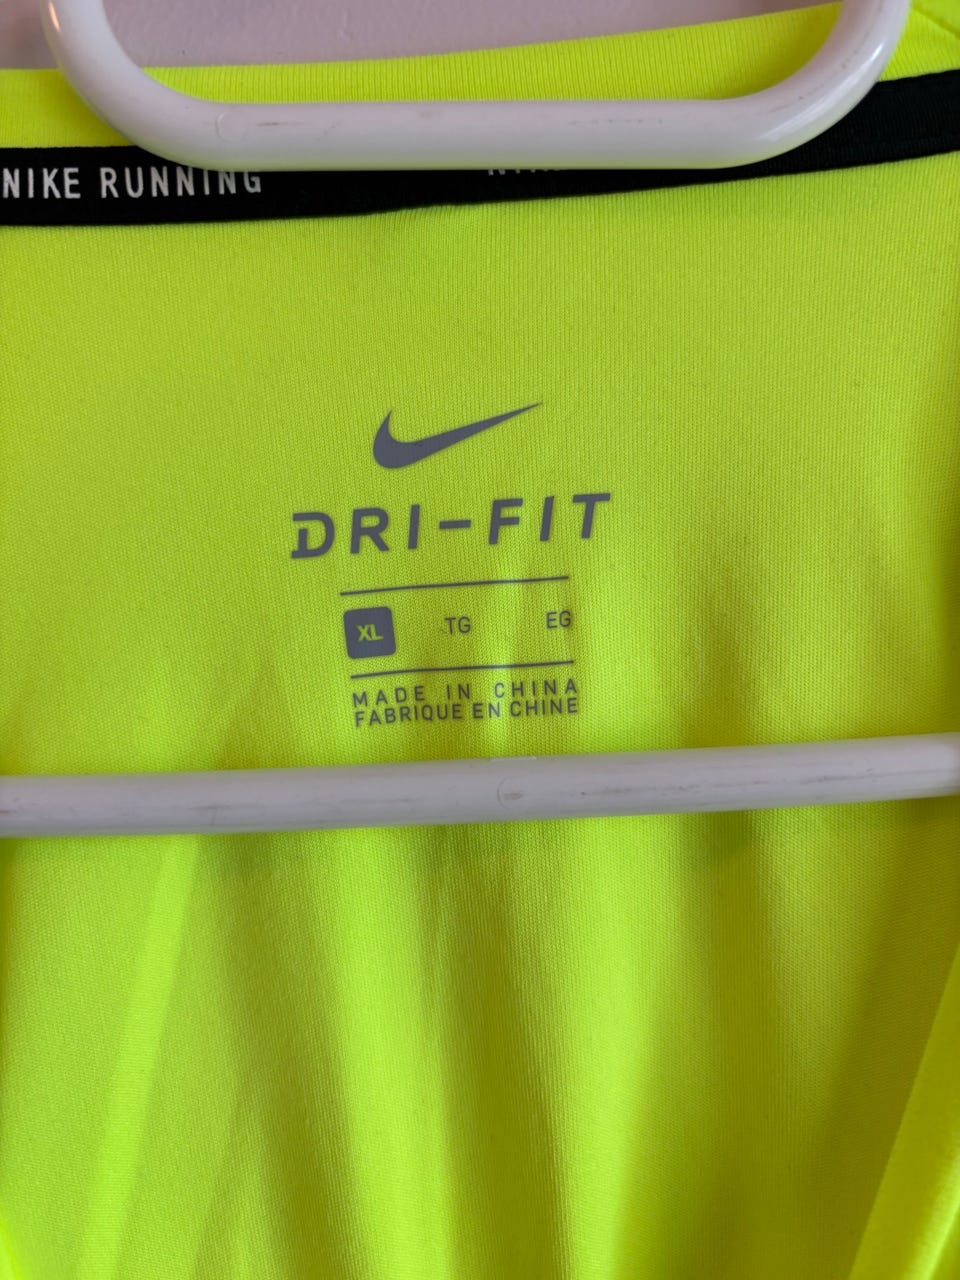 NIKE RUNNING
DRI-FIT
XL TG EG
MADE IN CHINA
FABRIQUE EN CHINE